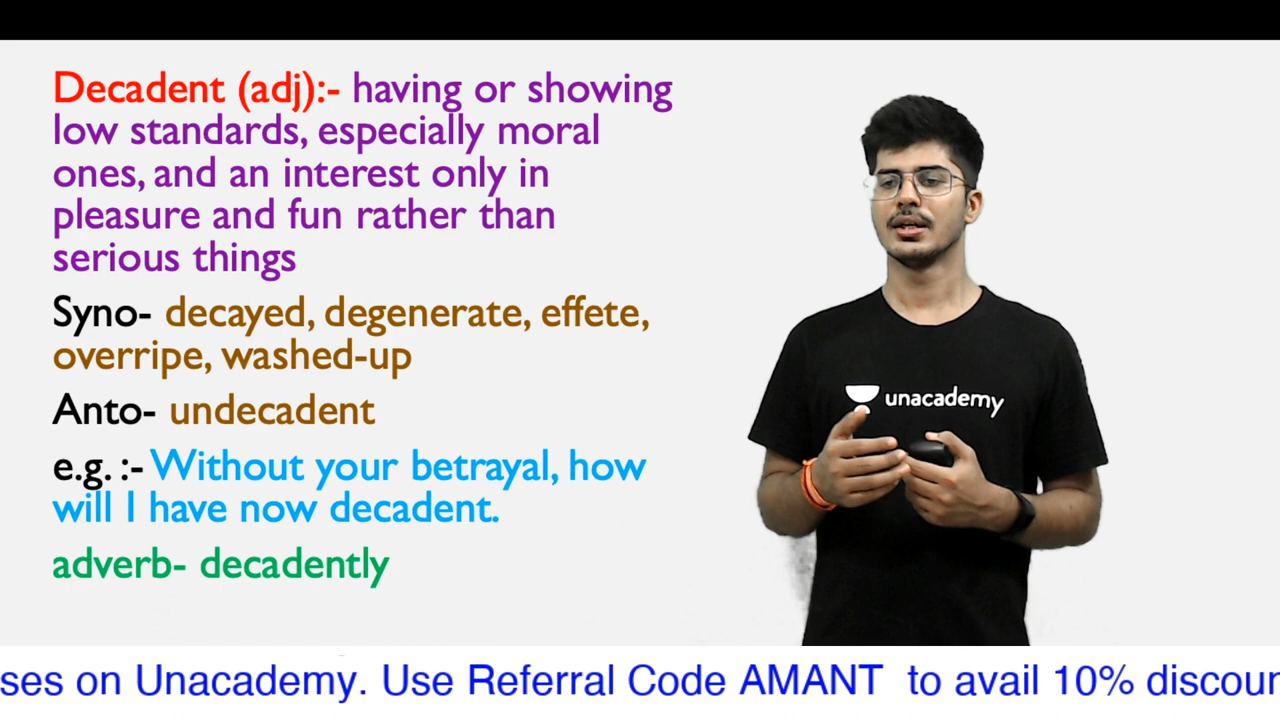 Decadent (adj):- having or showing
low standards, especially moral
ones, and an interest only in
pleasure and fun rather than
serious things
Syno- decayed, degenerate, effete,
overripe, washed-up
Anto- undecadent
e.g. :- Without your betrayal, how
will I have now decadent.
adverb- decadently
unacademy
ses on Unacademy. Use Referral Code AMANT to avail 10% discoun